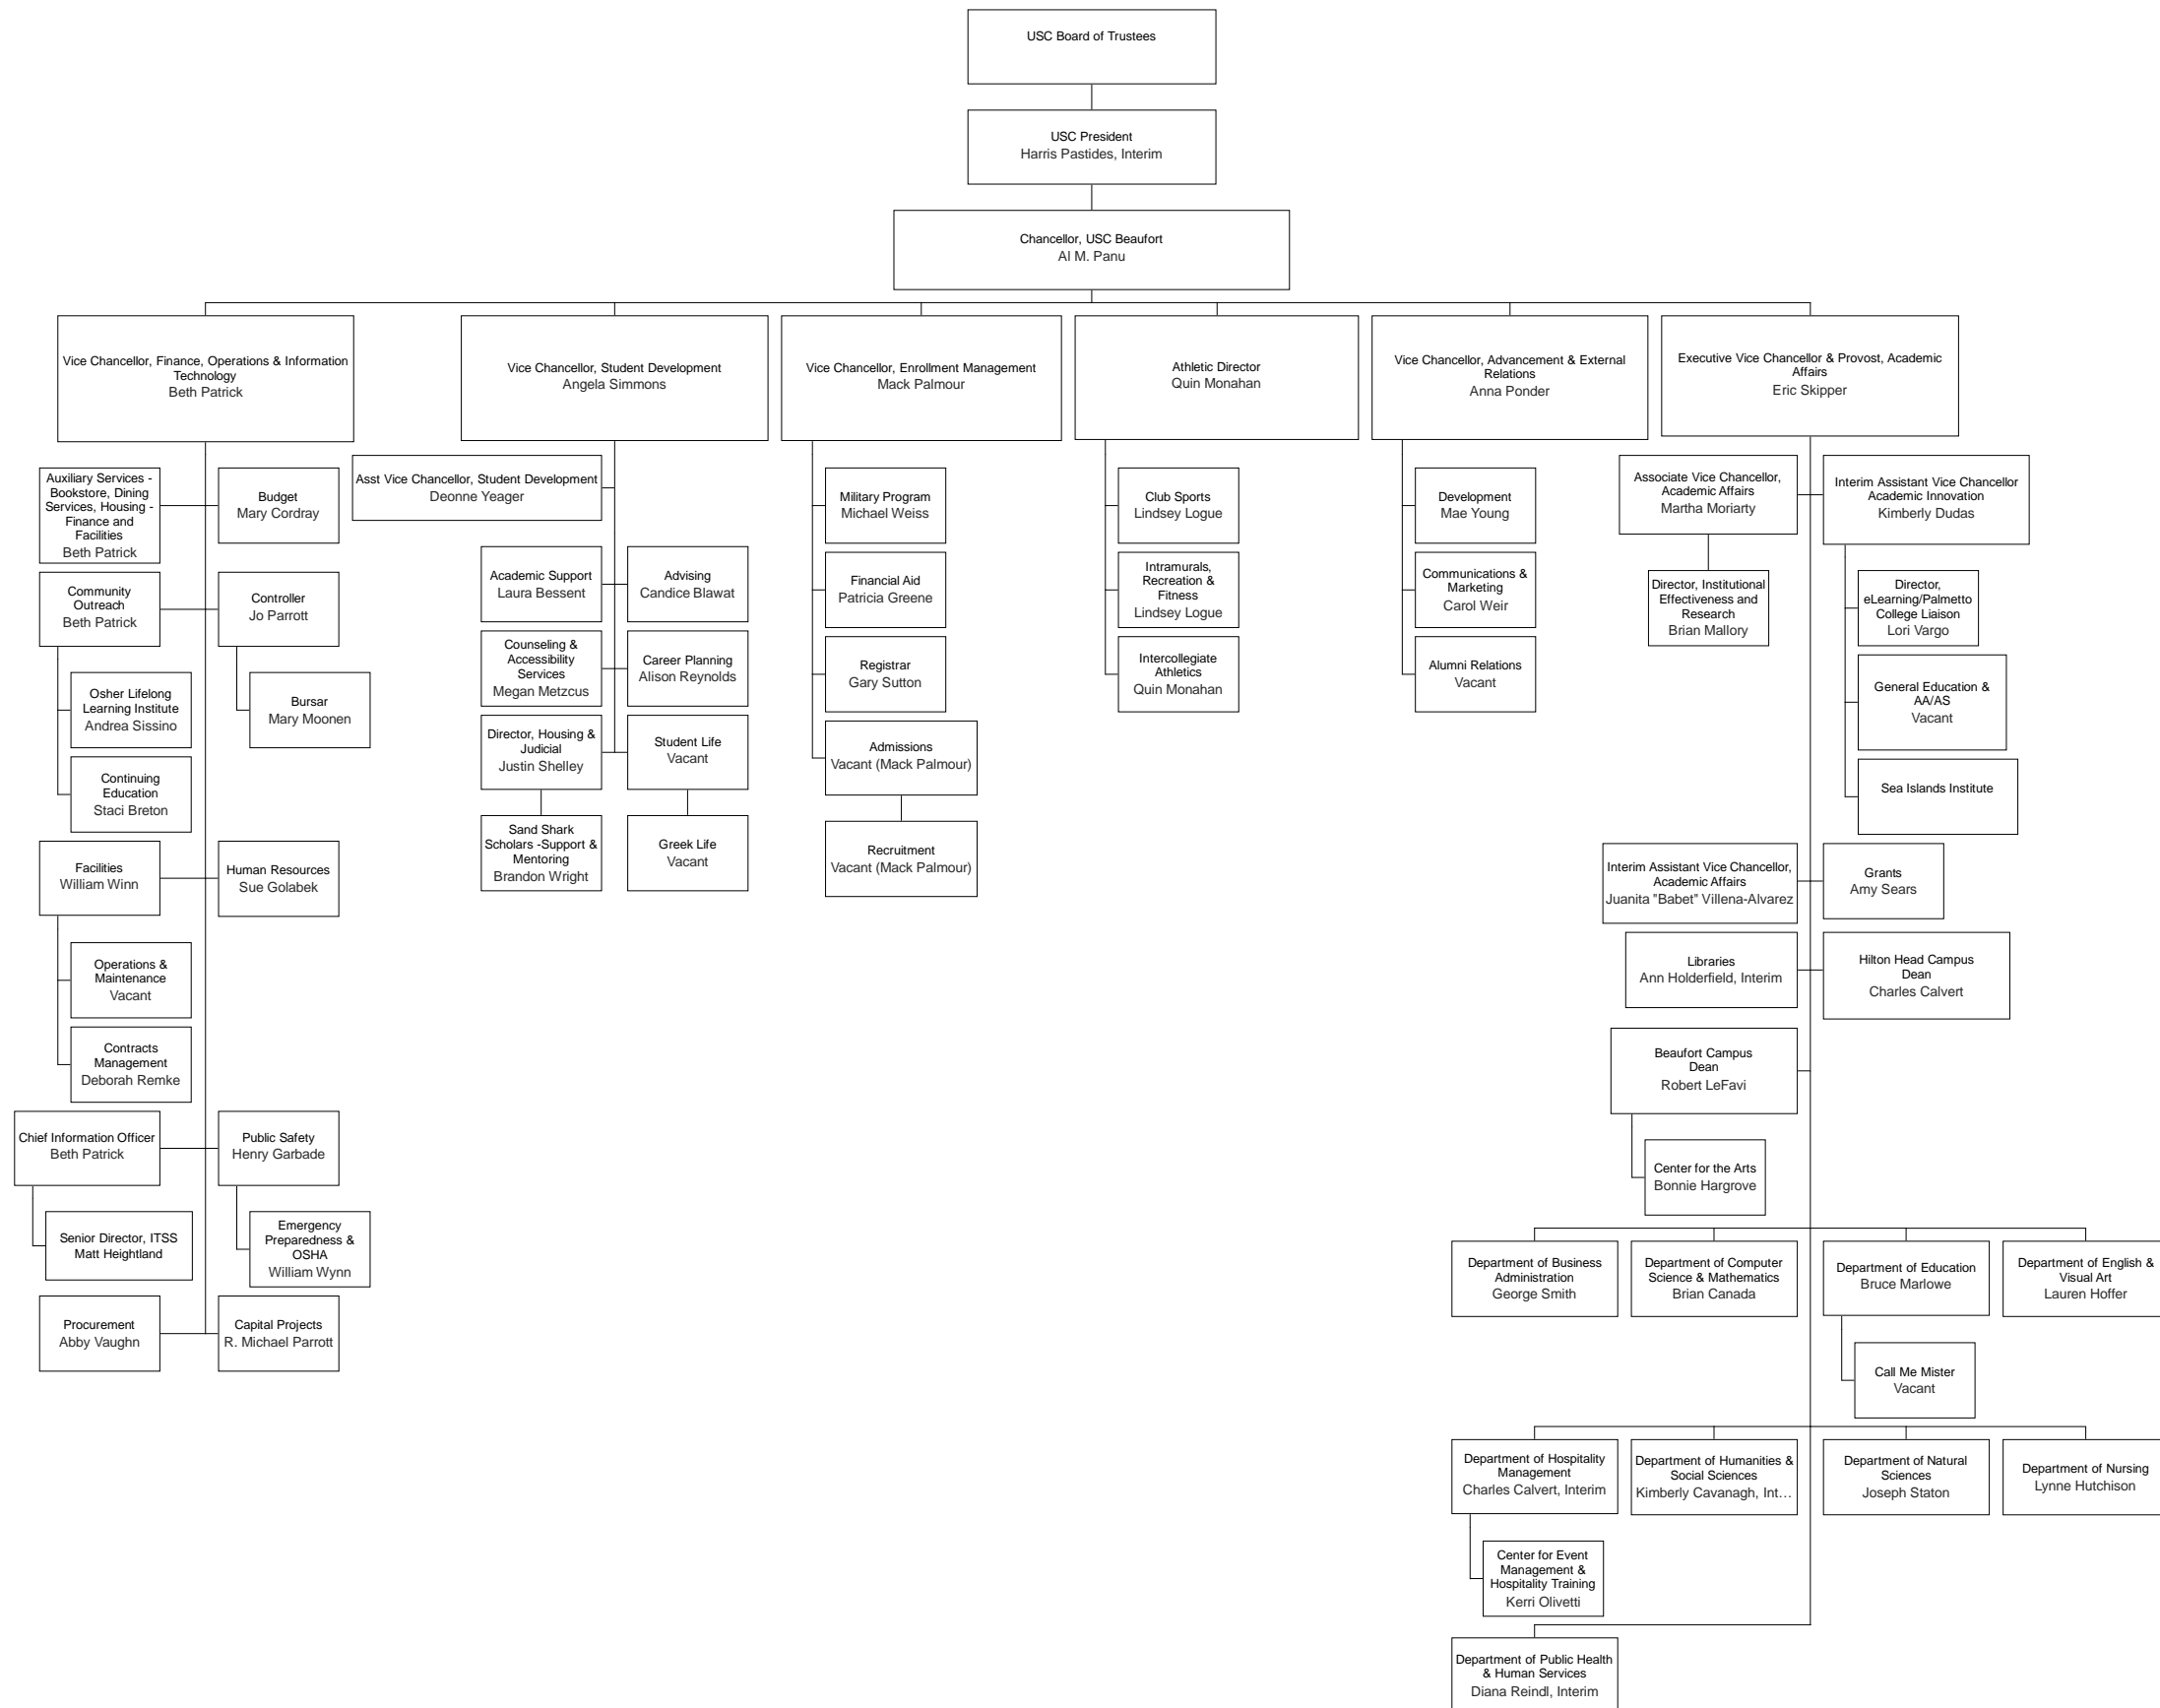 USC Board of Trustees
USC President
Harris Pastides, Interim
Chancellor, USC Beaufort
Al M. Panu
Vice Chancellor, Finance, Operations & Information
Technology
Beth Patrick
Vice Chancellor, Student Development
Angela Simmons
Vice Chancellor, Enrollment Management
Mack Palmour
Athletic Director
Quin Monahan
Vice Chancellor, Advancement & External
Relations
Anna Ponder
Executive Vice Chancellor & Provost, Academic
Affairs
Eric Skipper
Auxiliary Services -
Bookstore, Dining
Services, Housing -
Finance and
Facilities
Beth Patrick
Budget
Mary Cordray
Community
Outreach
Beth Patrick
Controller
Jo Parrott
Osher Lifelong
Learning Institute
Andrea Sissino
Bursar
Mary Moonen
Continuing
Education
Staci Breton
Facilities
William Winn
Human Resources
Sue Golabek
Operations &
Maintenance
Vacant
Contracts
Management
Deborah Remke
Chief Information Officer
Beth Patrick
Public Safety
Henry Garbade
Senior Director, ITSS
Matt Heightland
Emergency
Preparedness &
OSHA
William Wynn
Procurement
Abby Vaughn
Capital Projects
R. Michael Parrott
Asst Vice Chancellor, Student Development
Deonne Yeager
Academic Support
Laura Bessent
Advising
Candice Blawat
Counseling &
Accessibility
Services
Megan Metzcus
Career Planning
Alison Reynolds
Director, Housing &
Judicial
Justin Shelley
Student Life
Vacant
Sand Shark
Scholars -Support &
Mentoring
Brandon Wright
Greek Life
Vacant
Military Program
Michael Weiss
Financial Aid
Patricia Greene
Registrar
Gary Sutton
Admissions
Vacant (Mack Palmour)
Recruitment
Vacant (Mack Palmour)
Club Sports
Lindsey Logue
Intramurals,
Recreation &
Fitness
Lindsey Logue
Intercollegiate
Athletics
Quin Monahan
Development
Mae Young
Communications &
Marketing
Carol Weir
Alumni Relations
Vacant
Associate Vice Chancellor,
Academic Affairs
Martha Moriarty
Interim Assistant Vice Chancellor
Academic Innovation
Kimberly Dudas
Director, Institutional
Effectiveness and
Research
Brian Mallory
Director,
eLearning/Palmetto
College Liaison
Lori Vargo
General Education &
AA/AS
Vacant
Sea Islands Institute
Interim Assistant Vice Chancellor,
Academic Affairs
Juanita "Babet" Villena-Alvarez
Grants
Amy Sears
Libraries
Ann Holderfield, Interim
Hilton Head Campus
Dean
Charles Calvert
Beaufort Campus
Dean
Robert LeFavi
Center for the Arts
Bonnie Hargrove
Department of Business
Administration
George Smith
Department of Computer
Science & Mathematics
Brian Canada
Department of Education
Bruce Marlowe
Department of English &
Visual Art
Lauren Hoffer
Call Me Mister
Vacant
Department of Hospitality
Management
Charles Calvert, Interim
Department of Humanities &
Social Sciences
Kimberly Cavanagh, Int...
Department of Natural
Sciences
Joseph Staton
Department of Nursing
Lynne Hutchison
Center for Event
Management &
Hospitality Training
Kerri Olivetti
Department of Public Health
& Human Services
Diana Reindl, Interim